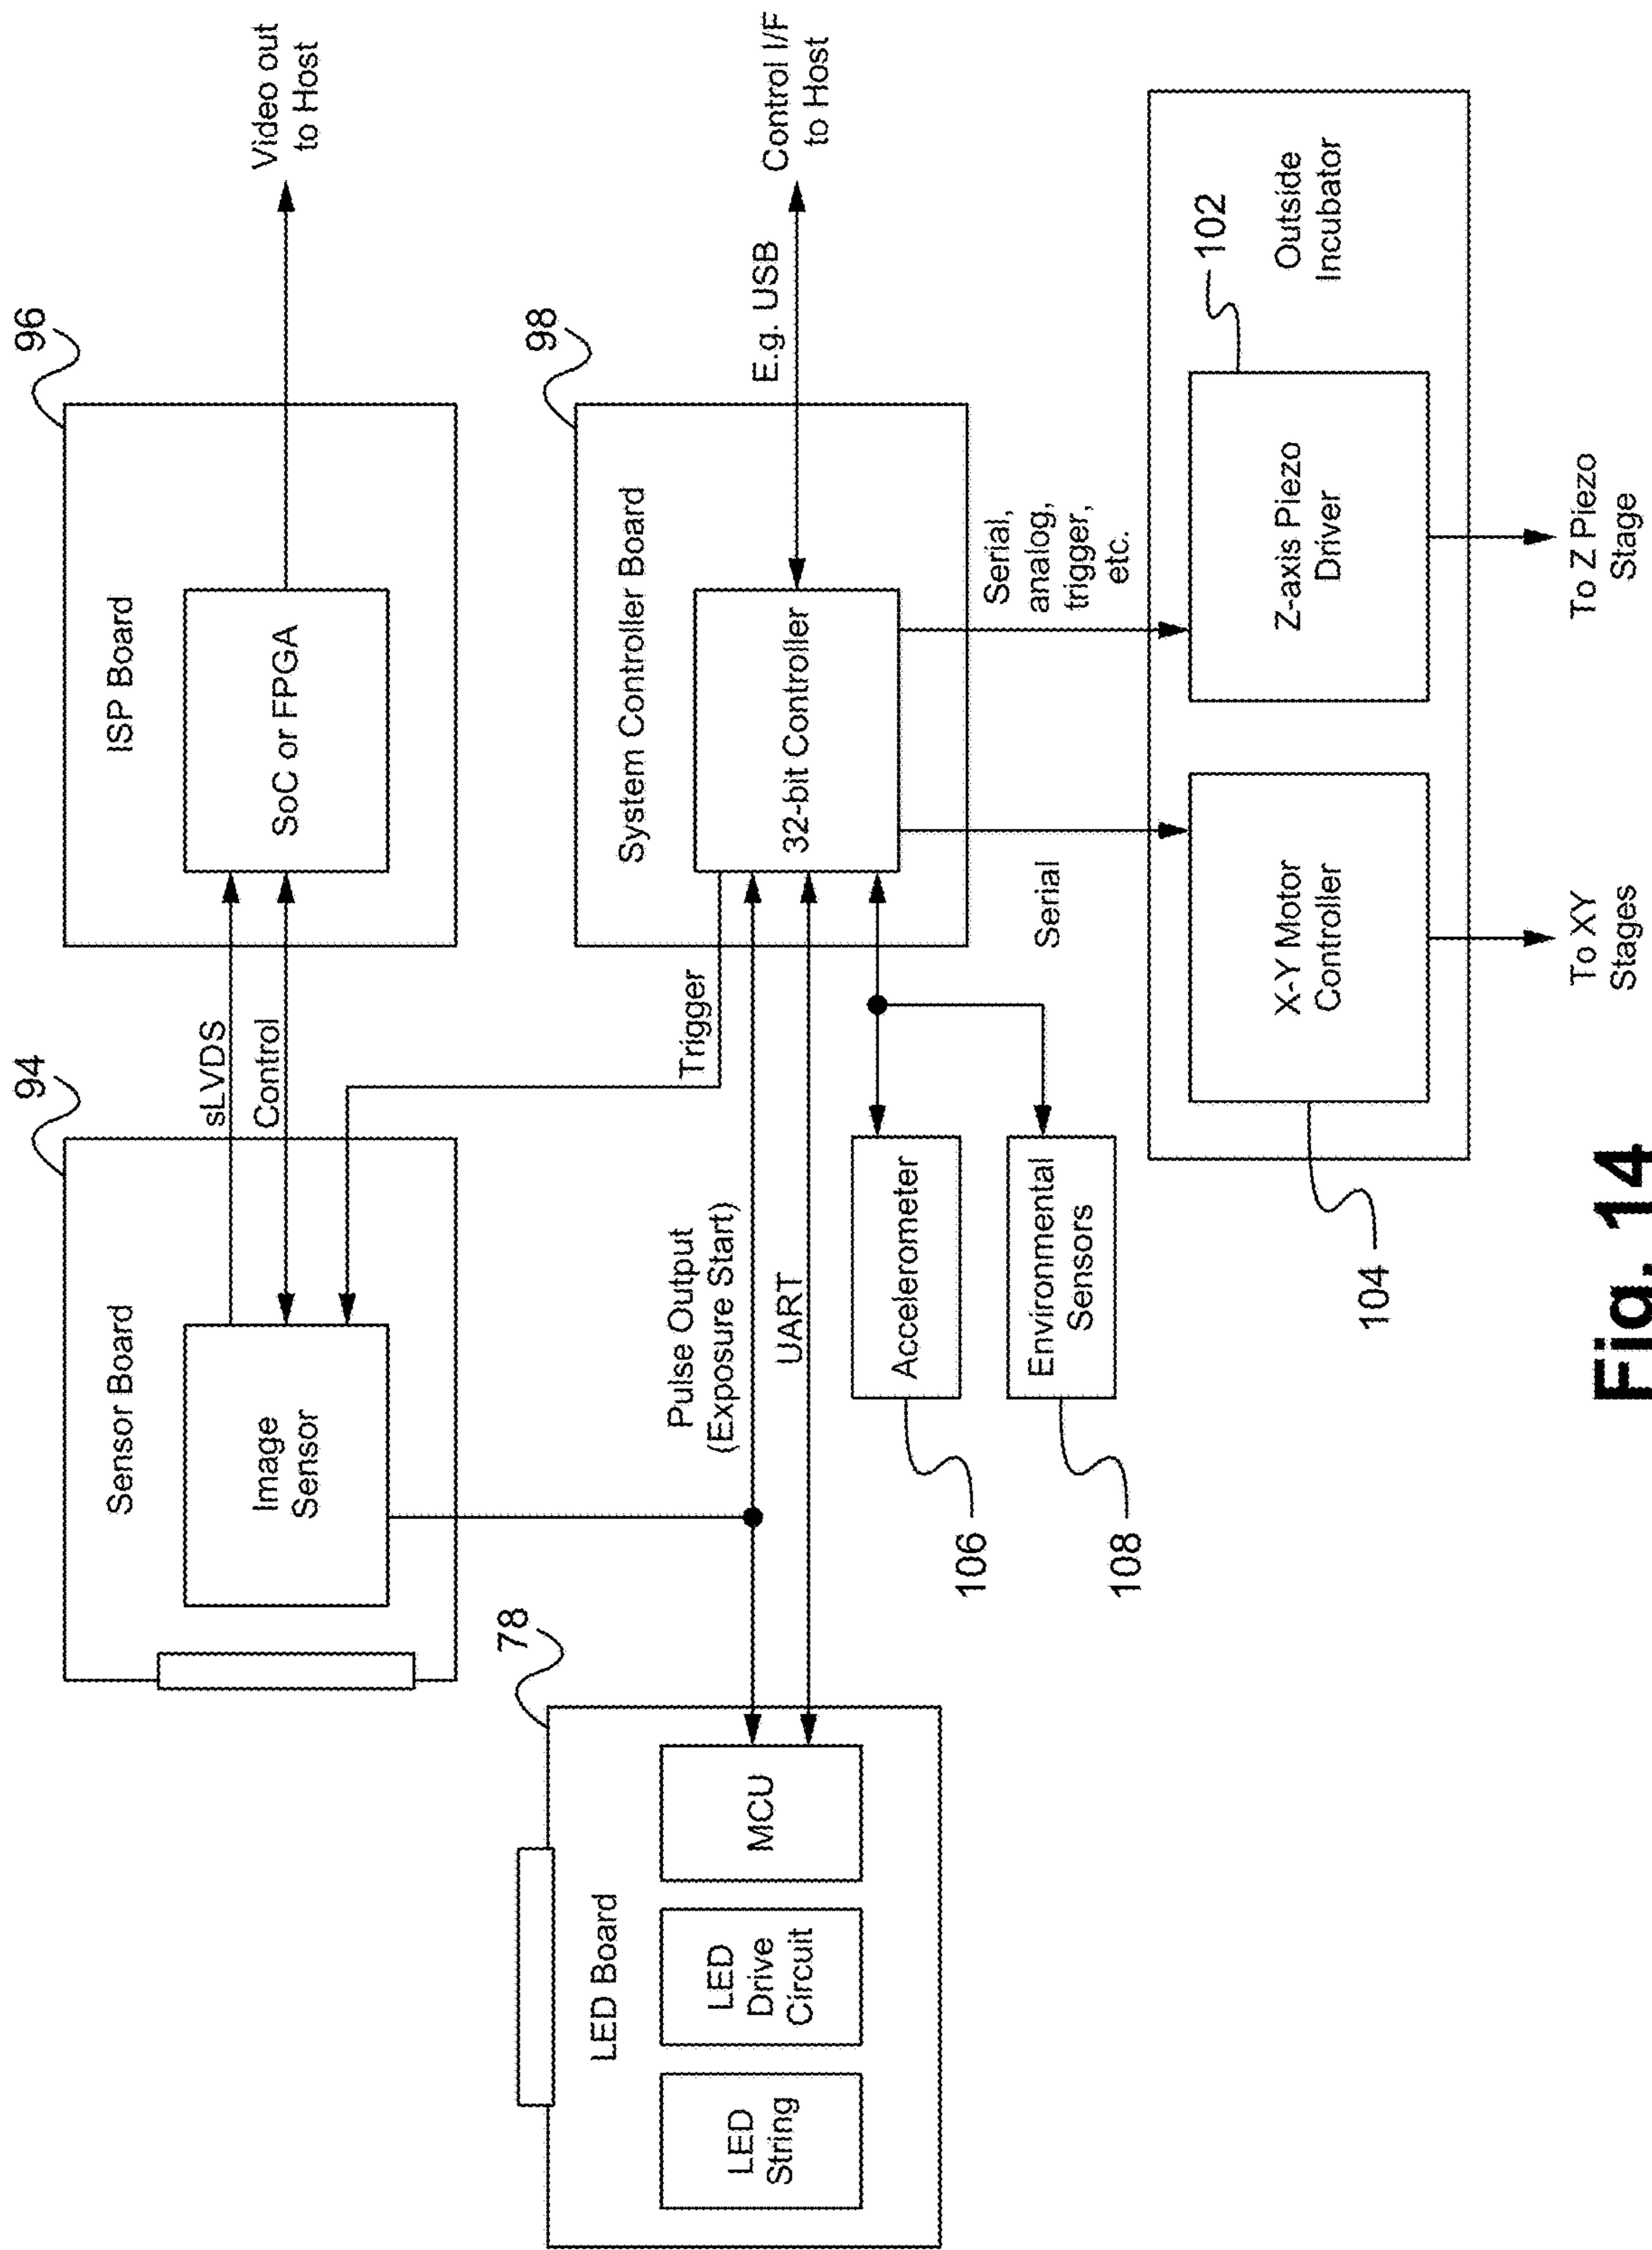 94
Sensor Board
Image
Sensor
sLVDS
Control
96
ISP Board
SoC or FPGA
Video out
to Host
78
LED Board
LED
String
LED
Drive
Circuit
MCU
Pulse Output
(Exposure Start)
UART
Trigger
98
System Controller Board
32-bit Controller
E.g. USB
Control I/F
to Host
Accelerometer
106
Environmental
Sensors
108
Serial
Serial,
analog,
trigger,
etc.
X-Y Motor
Controller
104
Z-axis Piezo
Driver
102
Outside
Incubator
To XY
Stages
To Z Piezo
Stage
Fig. 14